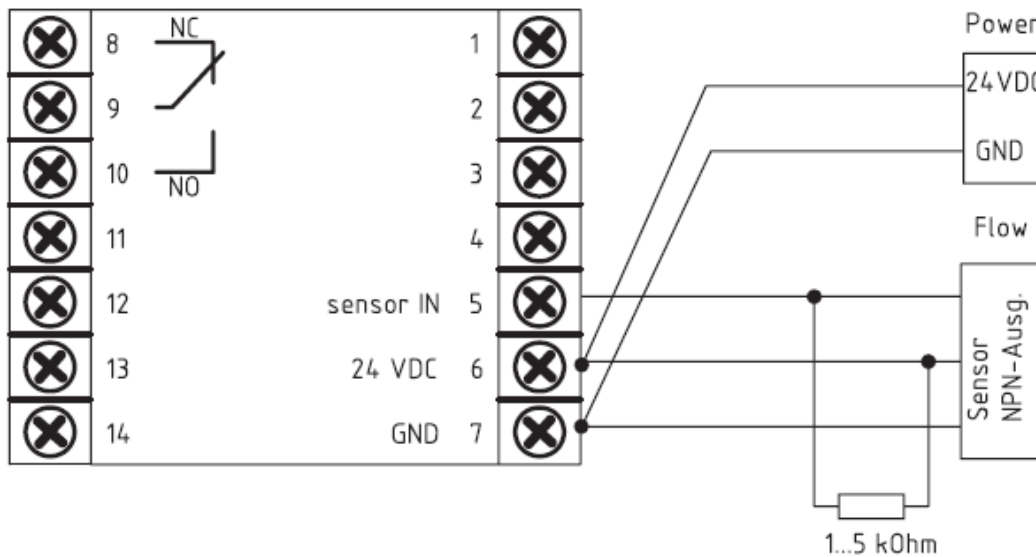 8 NC 1
9 2
10 NO 3
11 4
12 sensor IN 5
13 24 VDC 6
14 GND 7
Power
24VDC
GND
Flow
Sensor
NPN-Ausg.
1...5 kOhm